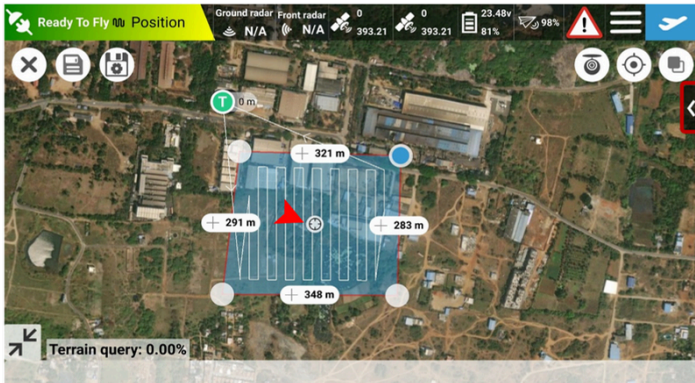 Ready To Fly Position
Ground radar
N/A
Front radar
N/A
0
393.21
0
393.21
23.48v
81%
98%
T 0 m
321 m
291 m
283 m
348 m
Terrain query: 0.00%